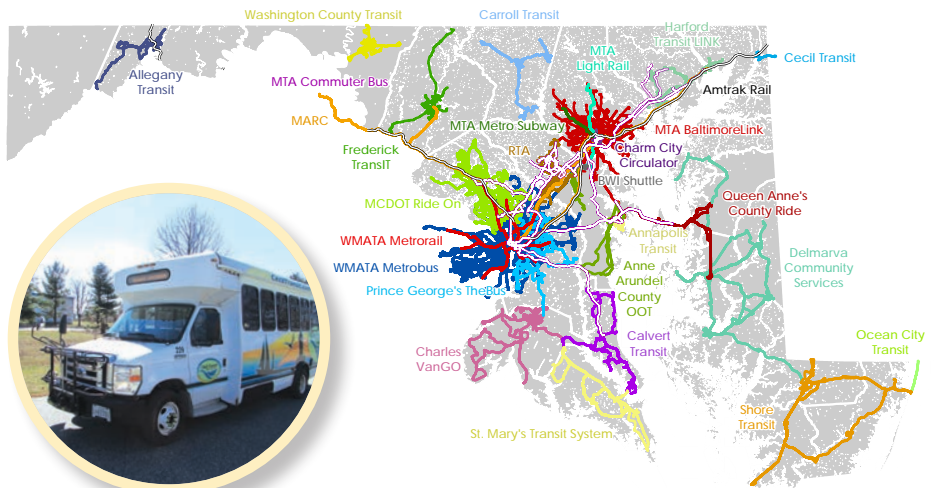 Washington County Transit
Carroll Transit
Harford
Transit LINK
MTA
Light Rail
Cecil Transit
Allegany
Transit
MTA Commuter Bus
Amtrak Rail
MARC
MTA Metro Subway
MTA BaltimoreLink
Frederick
TransIT
RTA
Charm City
Circulator
BWI Shuttle
MCDOT Ride On
Queen Anne's
County Ride
WMATA Metrorail
Annapolis
Transit
WMATA Metrobus
Anne
Arundel
County
OOT
Delmarva
Community
Services
Prince George's TheBus
Charles
VanGO
Calvert
Transit
Ocean City
Transit
Shore
Transit
St. Mary's Transit System